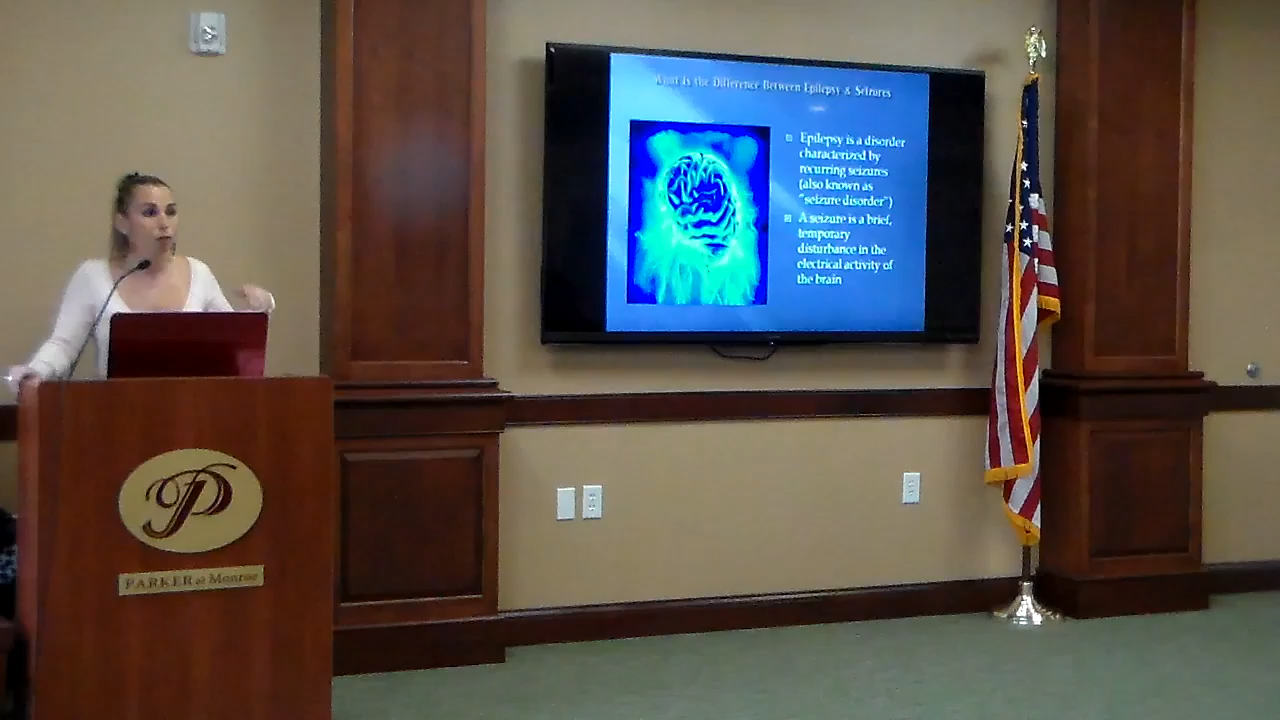 What is the Difference Between Epilepsy & Seizures
Epilepsy is a disorder
characterized by
recurring seizures
(also known as
"seizure disorder")
A seizure is a brief,
temporary
disturbance in the
electrical activity of
the brain
P
PARKER at Monroe